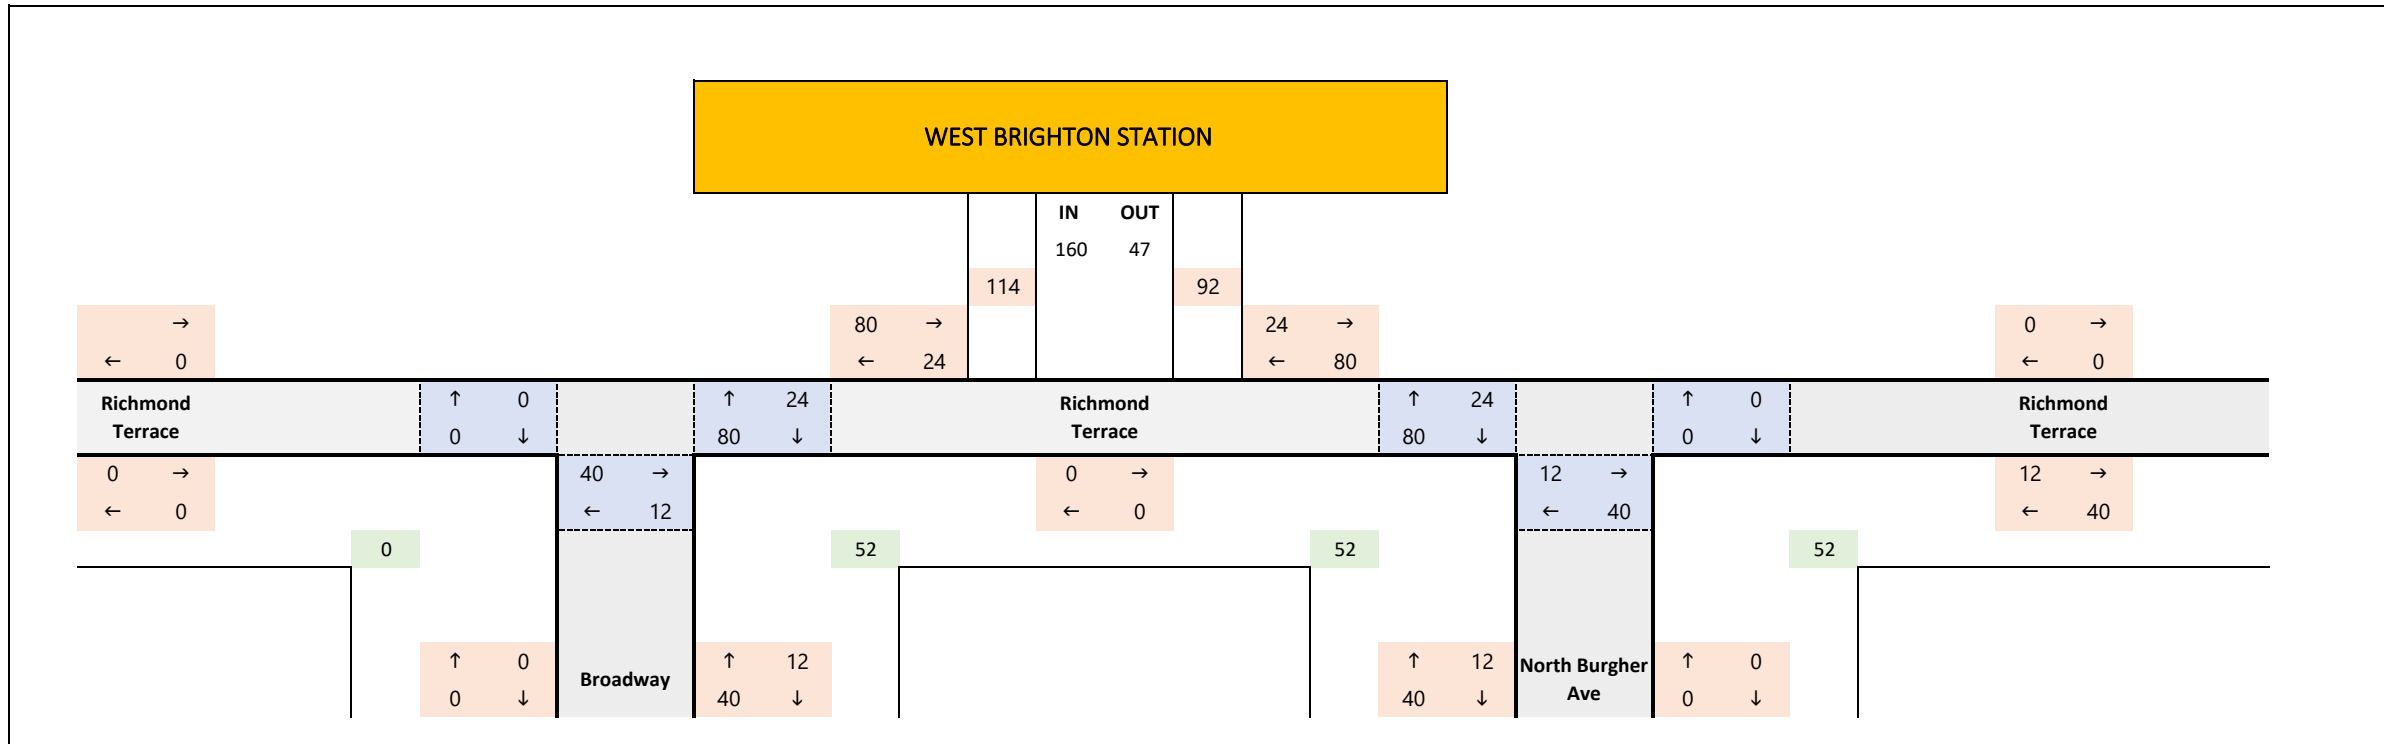 WEST BRIGHTON STATION
IN OUT
160 47
114 92
→ 80 → 24 → 0 →
← 0 ← 24 ← 80 ← 0
Richmond Terrace ↑ 0 ↑ 24 Richmond Terrace ↑ 24 ↑ 0 Richmond Terrace
0 ↓ 80 ↓ 80 ↓ 0 ↓
0 → 40 → 0 → 12 → 12 →
← 0 ← 12 ← 0 ← 40 ← 40
0 52 52 52
↑ 0 ↑ 12 ↑ 12 North Burgher ↑ 0
0 ↓ Broadway 40 ↓ 40 ↓ Ave 0 ↓